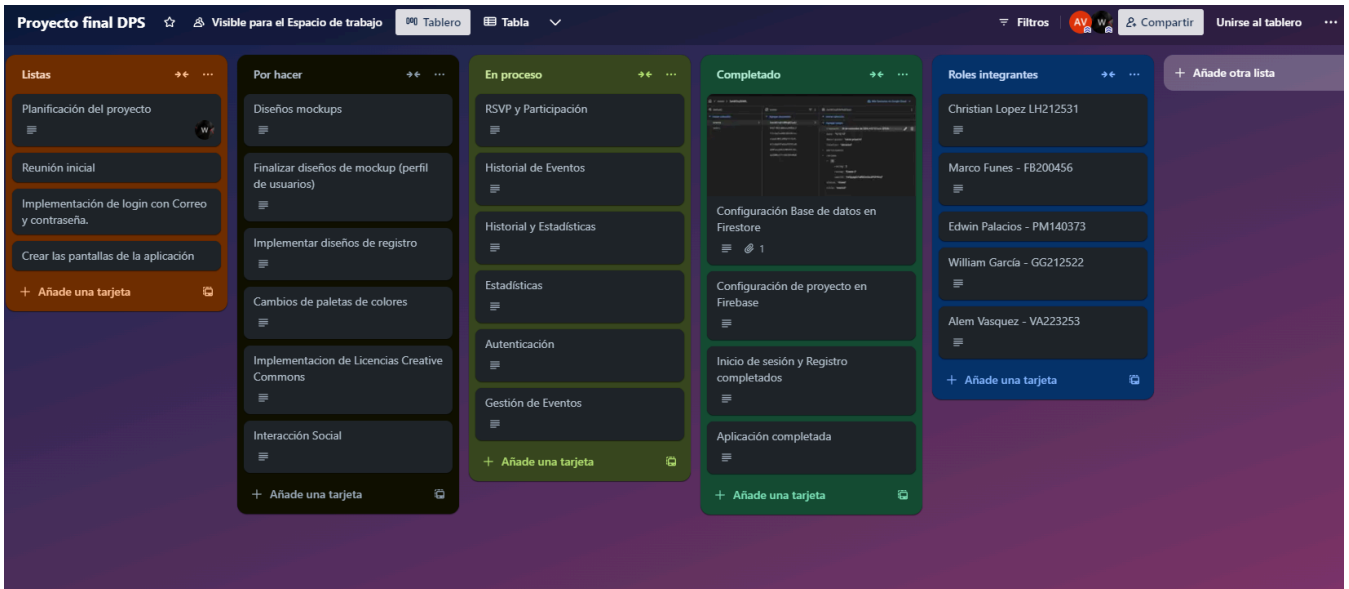 Proyecto final DPS
Visible para el Espacio de trabajo
Tablero
Tabla
Filtros
AV
W
Compartir
Unirse al tablero
Listas
Planificación del proyecto
W
Reunión inicial
Implementación de login con Correo
y contraseña.
Crear las pantallas de la aplicación
+ Añade una tarjeta
Por hacer
Diseños mockups
Finalizar diseños de mockup (perfil
de usuarios)
Implementar diseños de registro
Cambios de paletas de colores
Implementacion de Licencias Creative
Commons
Interacción Social
+ Añade una tarjeta
En proceso
RSVP y Participación
Historial de Eventos
Historial y Estadísticas
Estadísticas
Autenticación
Gestión de Eventos
+ Añade una tarjeta
Completado
Configuración Base de datos en
Firestore
1
Configuración de proyecto en
Firebase
Inicio de sesión y Registro
completados
Aplicación completada
+ Añade una tarjeta
Roles integrantes
Christian Lopez LH212531
Marco Funes - FB200456
Edwin Palacios - PM140373
William García - GG212522
Alem Vasquez - VA223253
+ Añade una tarjeta
+ Añade otra lista